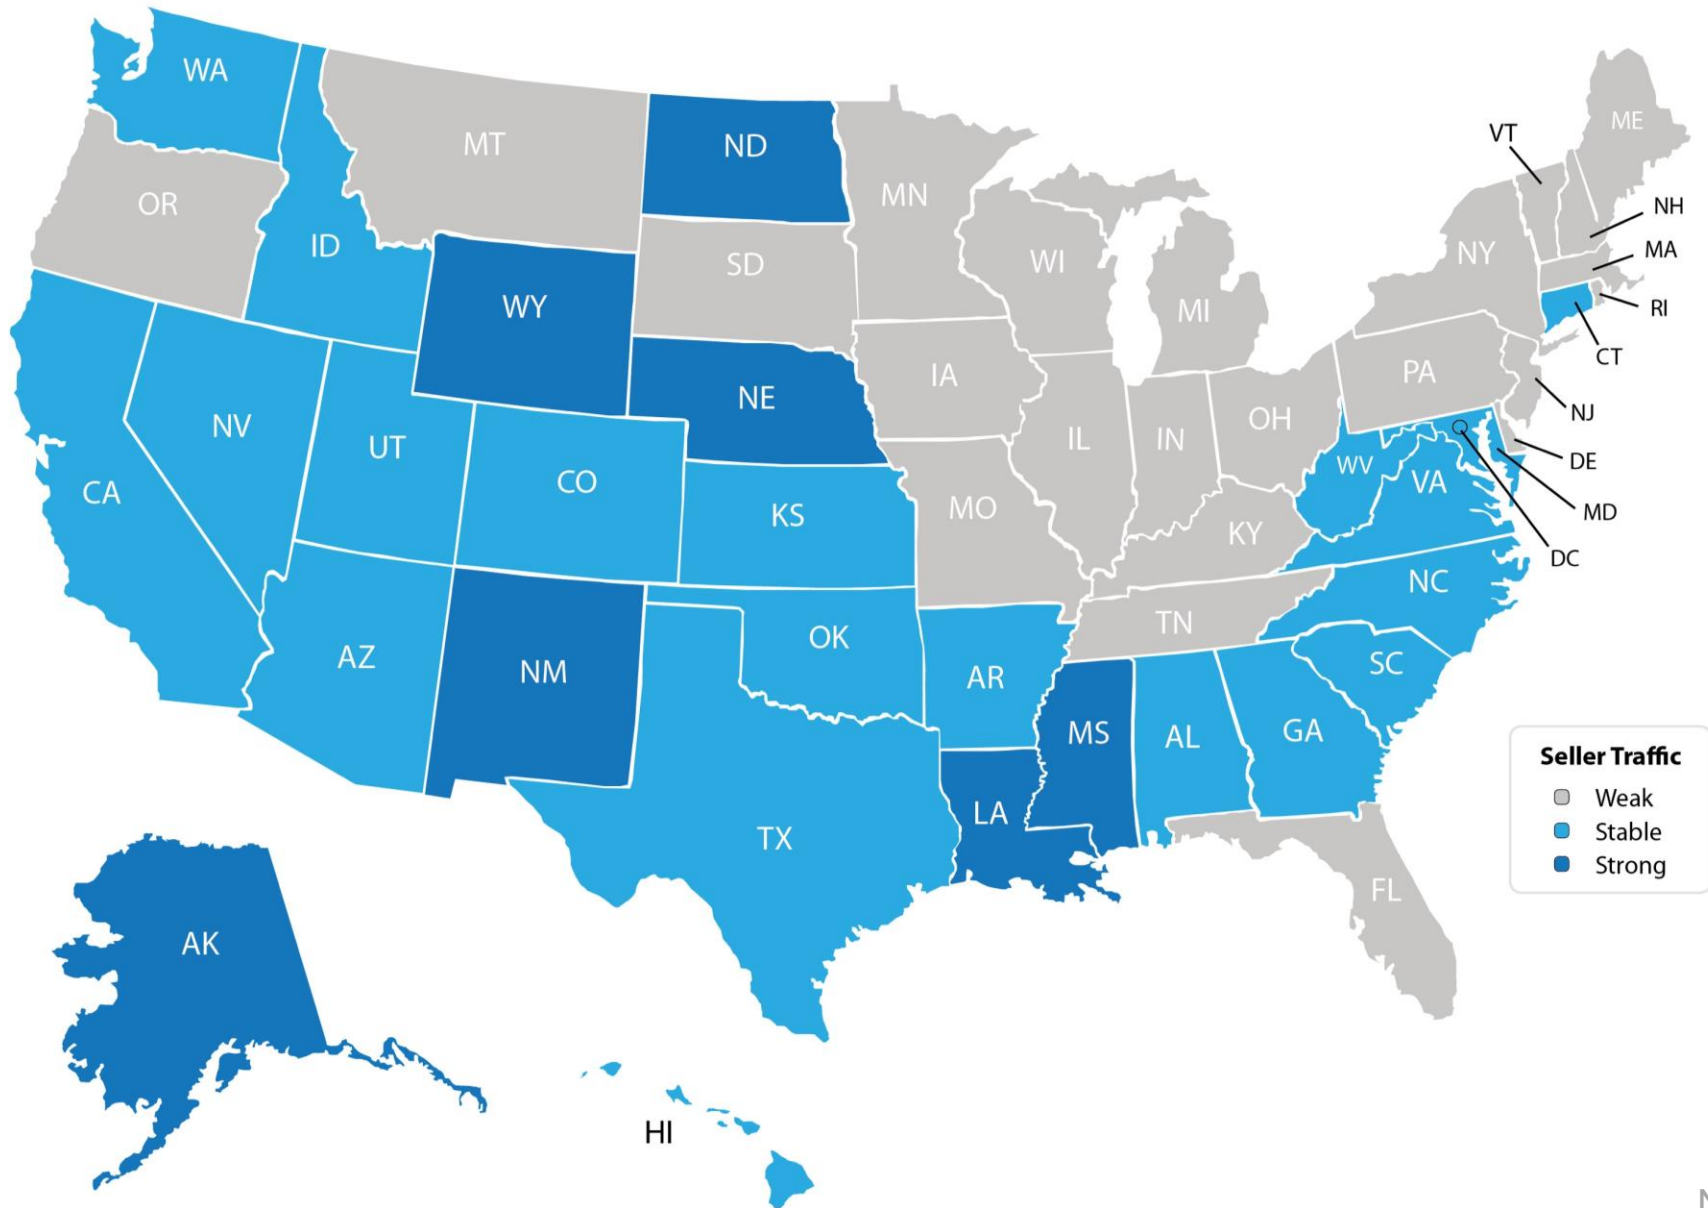 WA
MT
ND
MN
VT
ME
OR
ID
NH
WY
SD
WI
NY
MA
MI
RI
CT
IA
PA
NE
NJ
NV
UT
IL
IN
OH
CA
CO
DE
WV
VA
MD
KS
MO
KY
DC
NC
AZ
NM
OK
TN
SC
AR
MS
AL
GA
TX
LA
FL
Seller Traffic
Weak
Stable
Strong
AK
HI